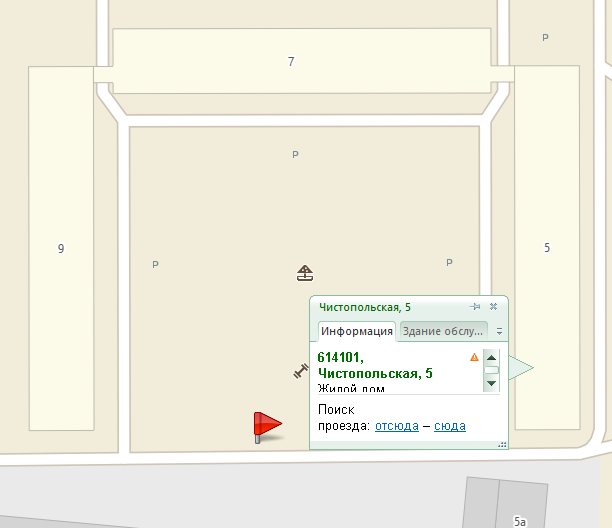 P
7
P
9
P
P
5
Чистопольская, 5
Информация
Здание обслу...
614101,
Чистопольская, 5
Жилой дом
Поиск
проезда: отсюда – сюда
5а